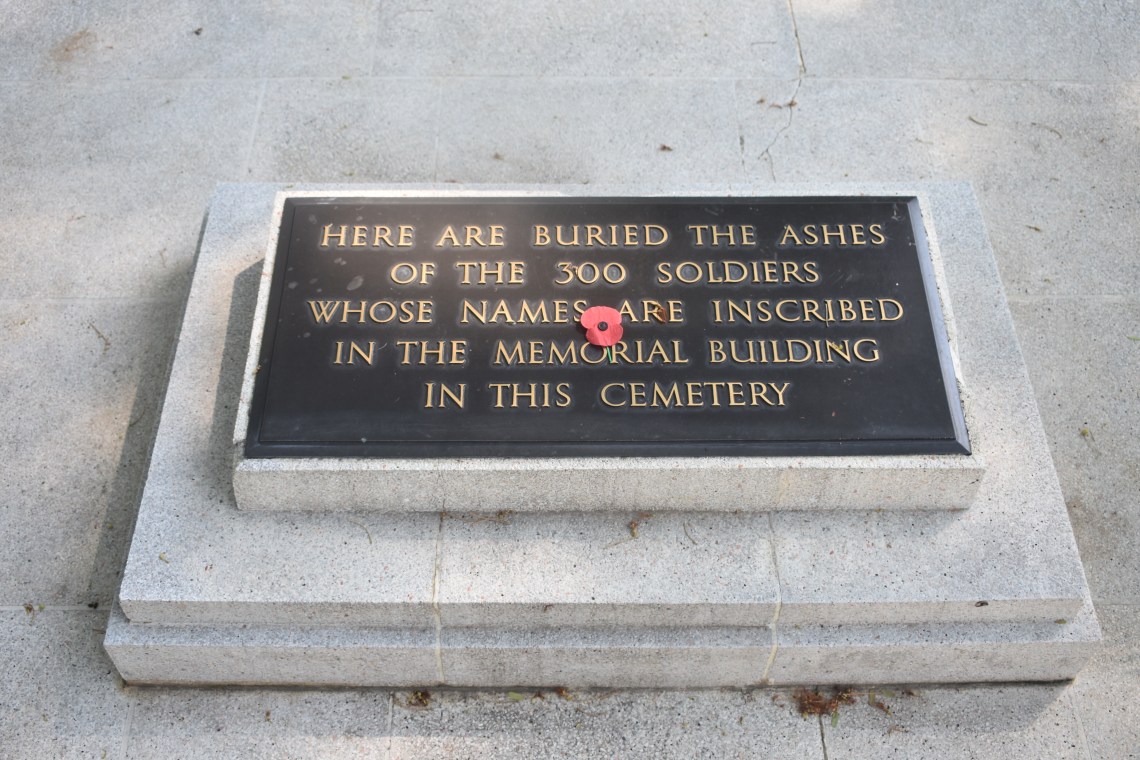 HERE ARE BURIED THE ASHES
OF THE 300 SOLDIERS
WHOSE NAMES ARE INSCRIBED
IN THE MEMORIAL BUILDING
IN THIS CEMETERY